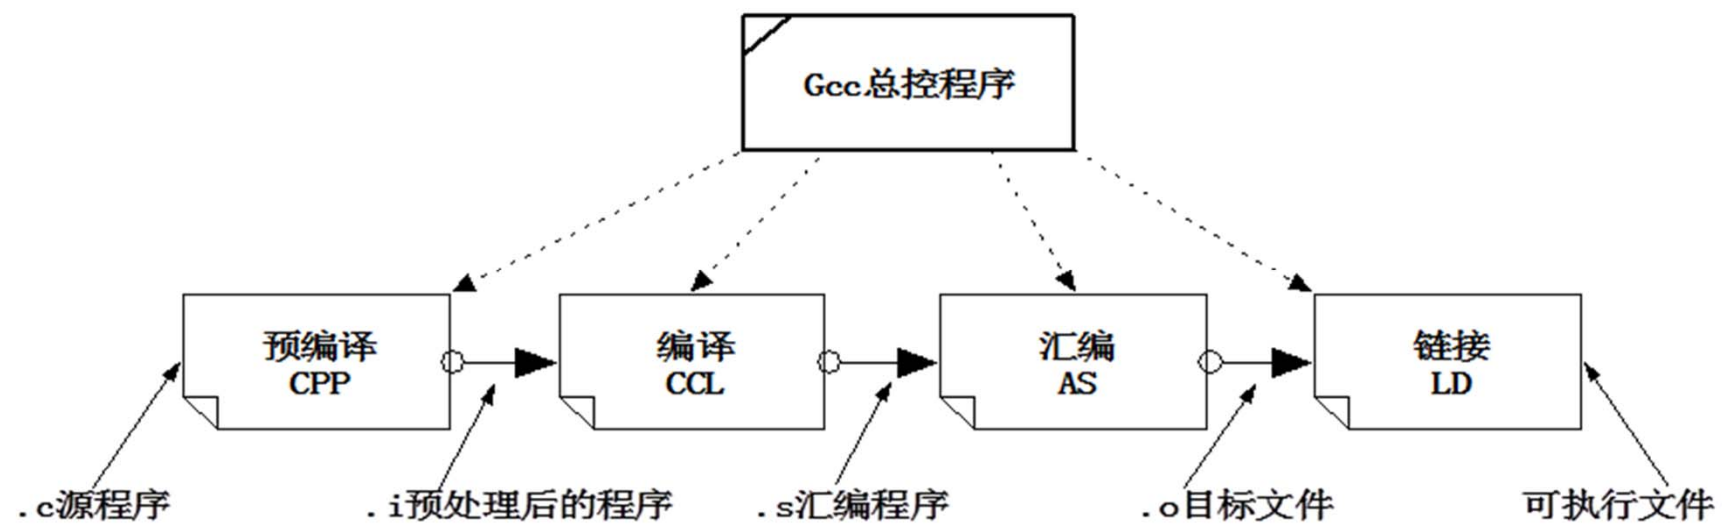 Gcc总控程序
预编译
CPP
编译
CCL
汇编
AS
链接
LD
.c源程序
.i预处理后的程序
.s汇编程序
.o目标文件
可执行文件